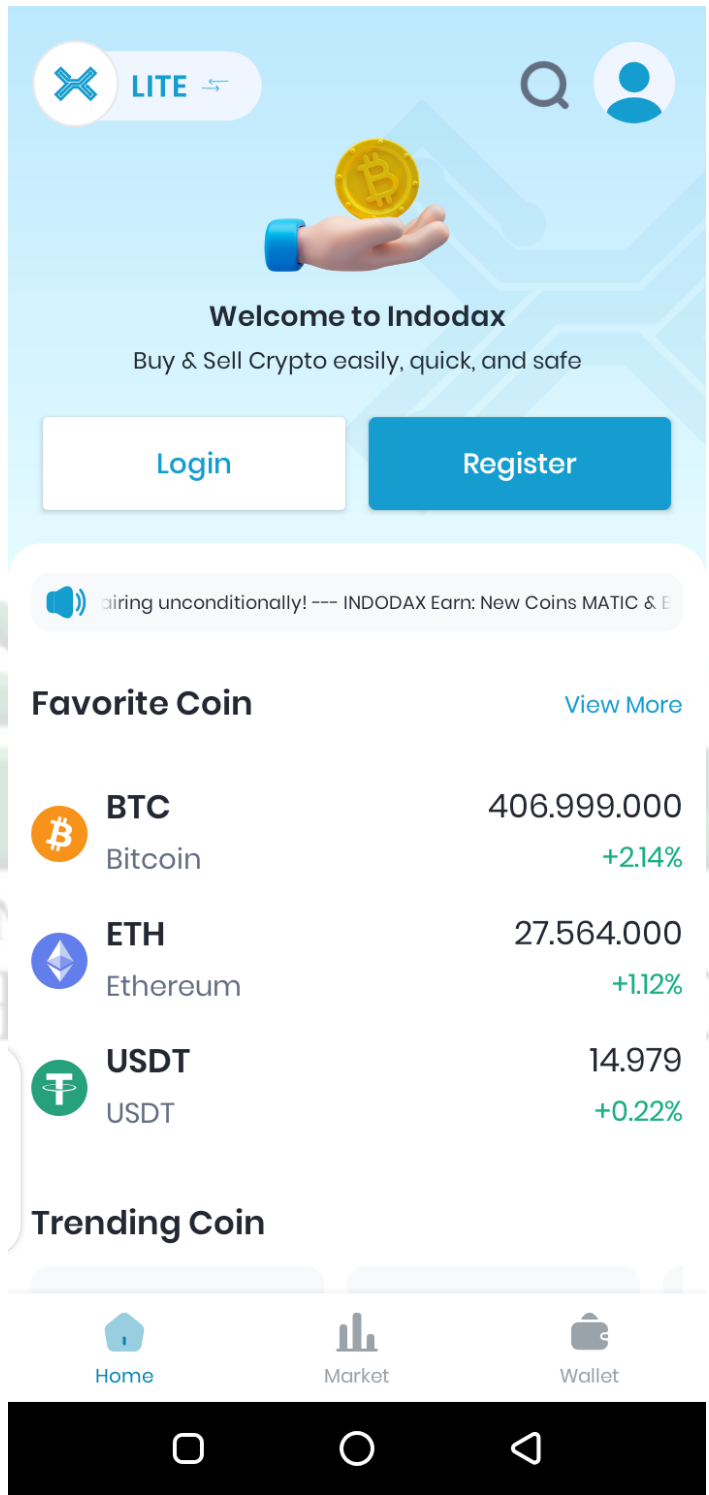 LITE
Welcome to Indodax
Buy & Sell Crypto easily, quick, and safe
Login
Register
airing unconditionally! --- INDODAX Earn: New Coins MATIC & B
Favorite Coin
View More
BTC
406.999.000
Bitcoin
+2.14%
ETH
27.564.000
Ethereum
+1.12%
USDT
14.979
USDT
+0.22%
Trending Coin
Home
Market
Wallet